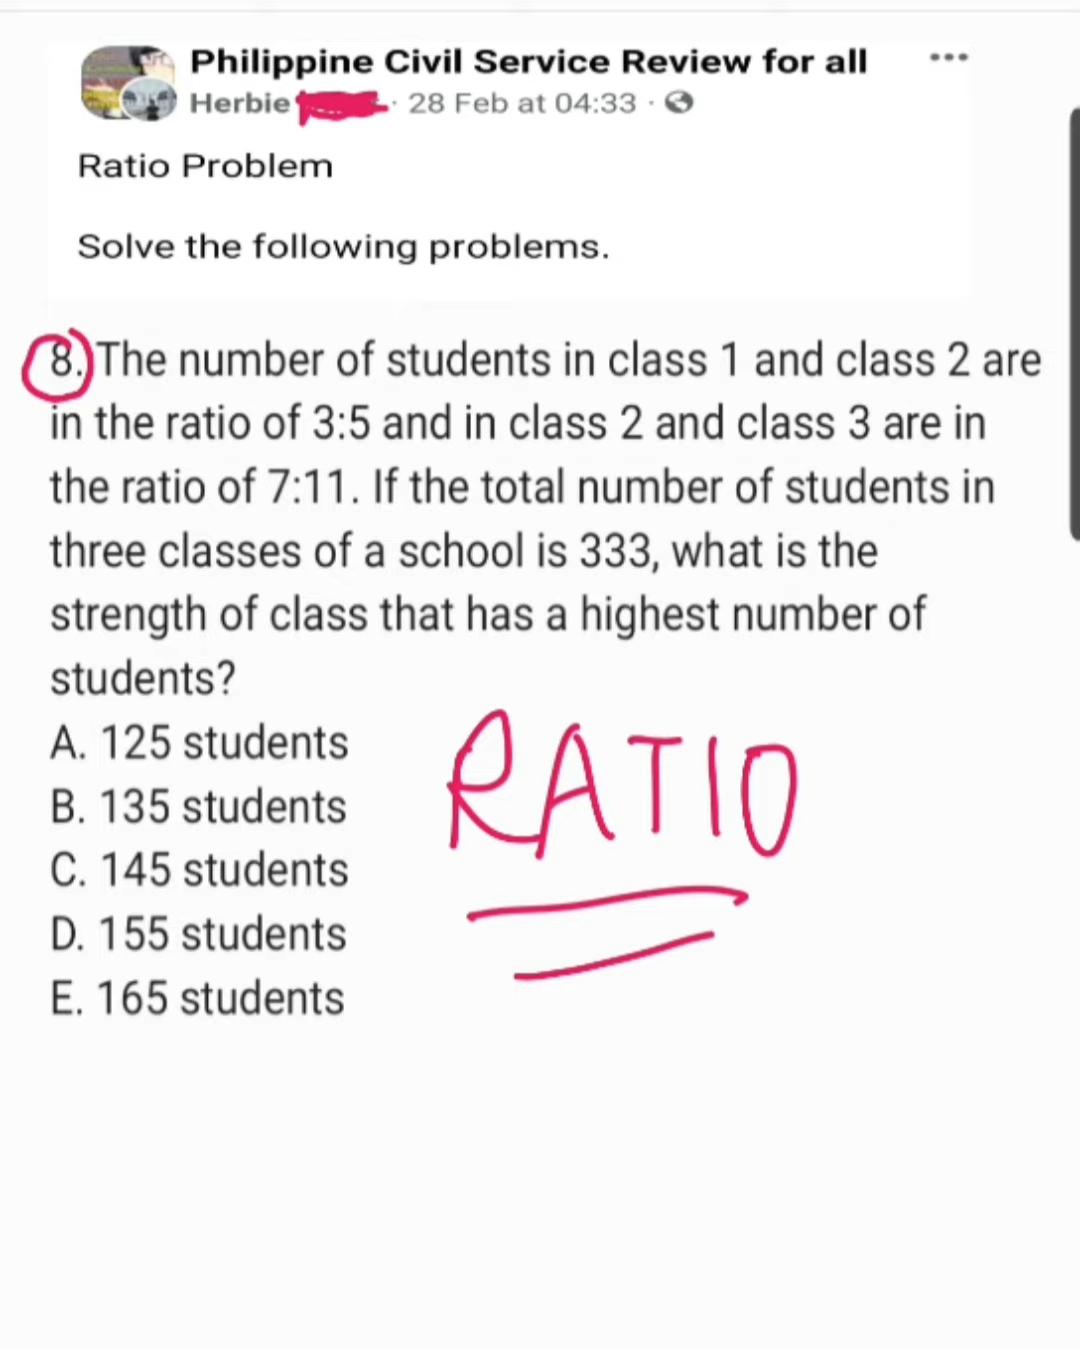 Philippine Civil Service Review for all
Herbie · 28 Feb at 04:33 ·
Ratio Problem
Solve the following problems.
8. The number of students in class 1 and class 2 are
in the ratio of 3:5 and in class 2 and class 3 are in
the ratio of 7:11. If the total number of students in
three classes of a school is 333, what is the
strength of class that has a highest number of
students?
A. 125 students
B. 135 students
C. 145 students
D. 155 students
E. 165 students
RATIO